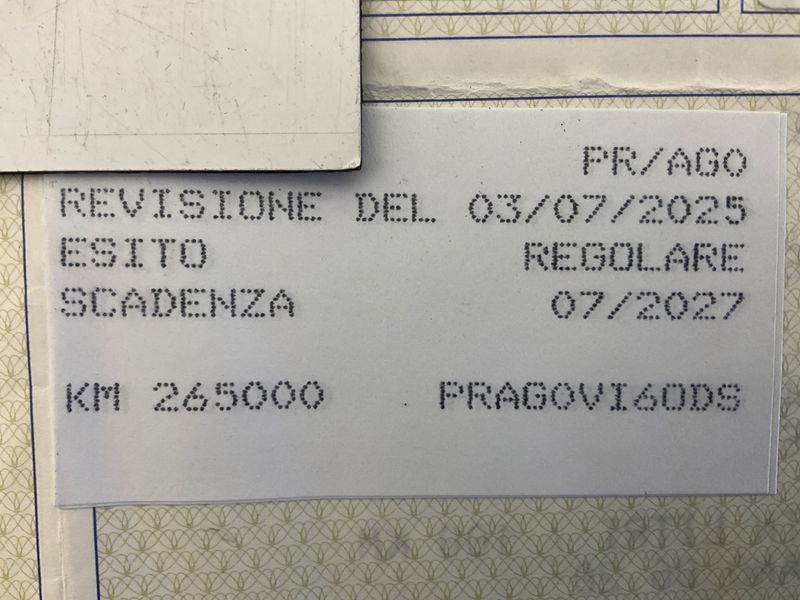 PR/AGO
REVISIONE DEL 03/07/2025
ESITO REGOLARE
SCADENZA 07/2027
KM 265000 PRAGOVI60DS